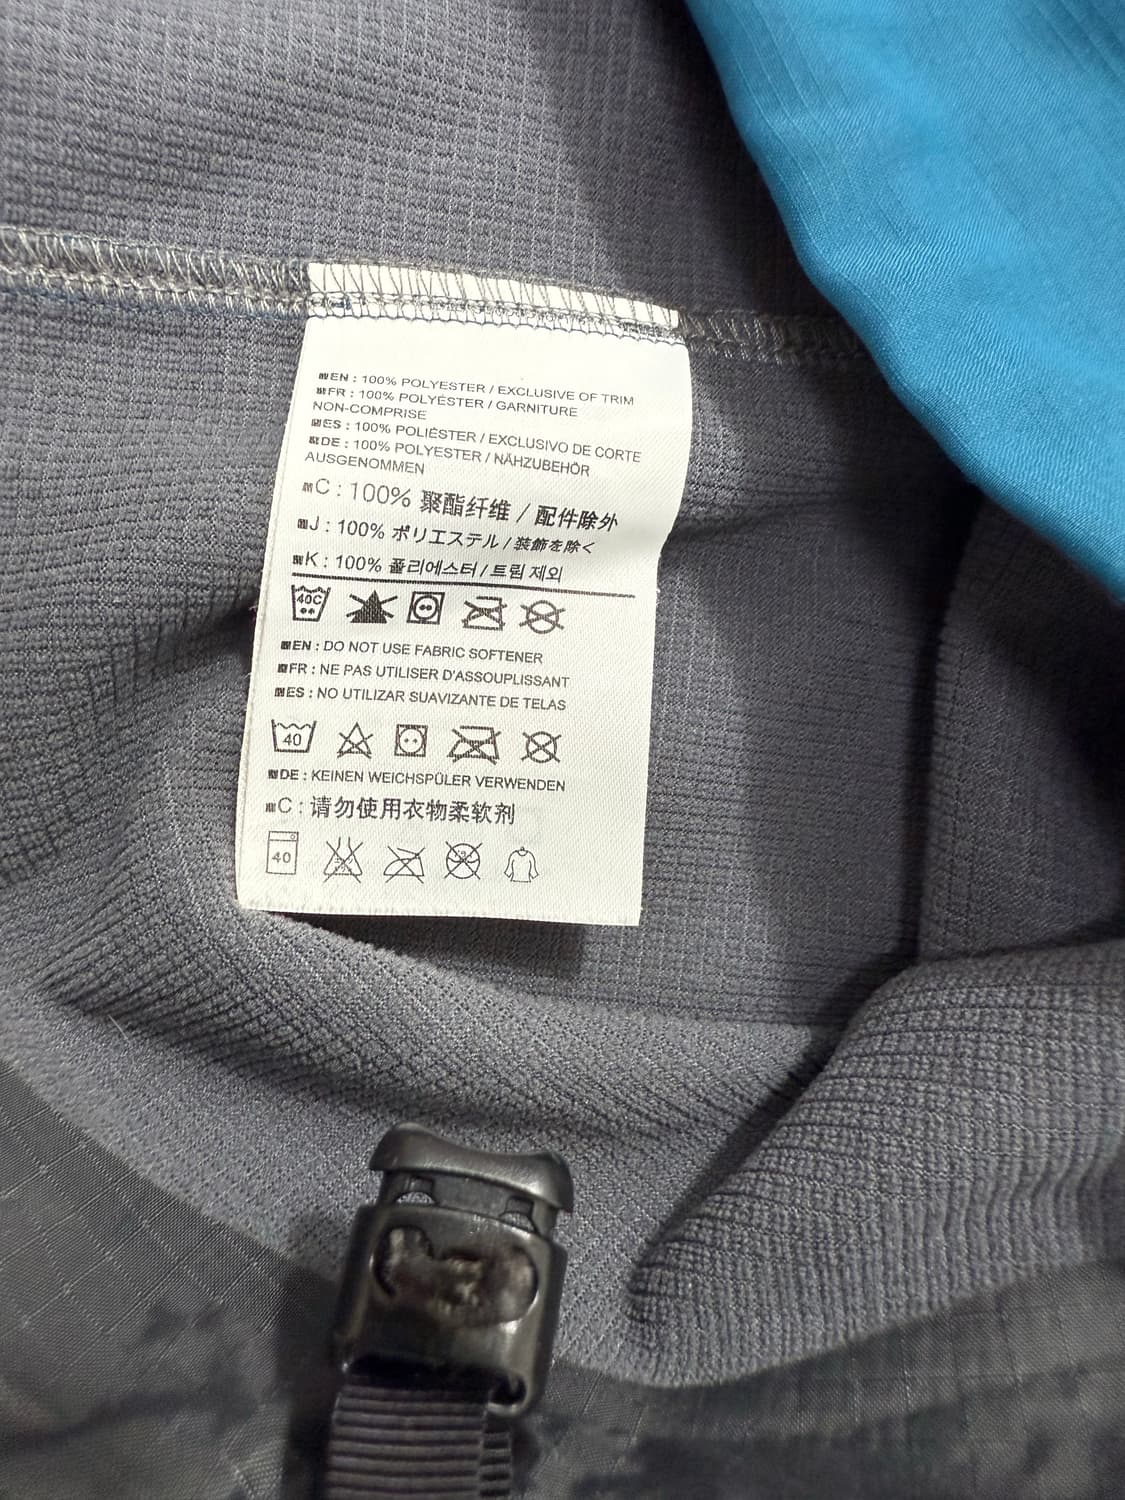 EN : 100% POLYESTER / EXCLUSIVE OF TRIM
FR : 100% POLYÉSTER / GARNITURE
NON-COMPRISE
ES : 100% POLIÉSTER / EXCLUSIVO DE CORTE
DE : 100% POLYESTER / NÄHZUBEHÖR
AUSGENOMMEN
C : 100% 聚酯纤维 / 配件除外
J : 100% ポリエステル / 装飾を除く
K : 100% 폴리에스터 / 트림 제외
40C
EN : DO NOT USE FABRIC SOFTENER
FR : NE PAS UTILISER D'ASSOUPLISSANT
ES : NO UTILIZAR SUAVIZANTE DE TELAS
40
DE : KEINEN WEICHSPÜLER VERWENDEN
C : 请勿使用衣物柔软剂
40